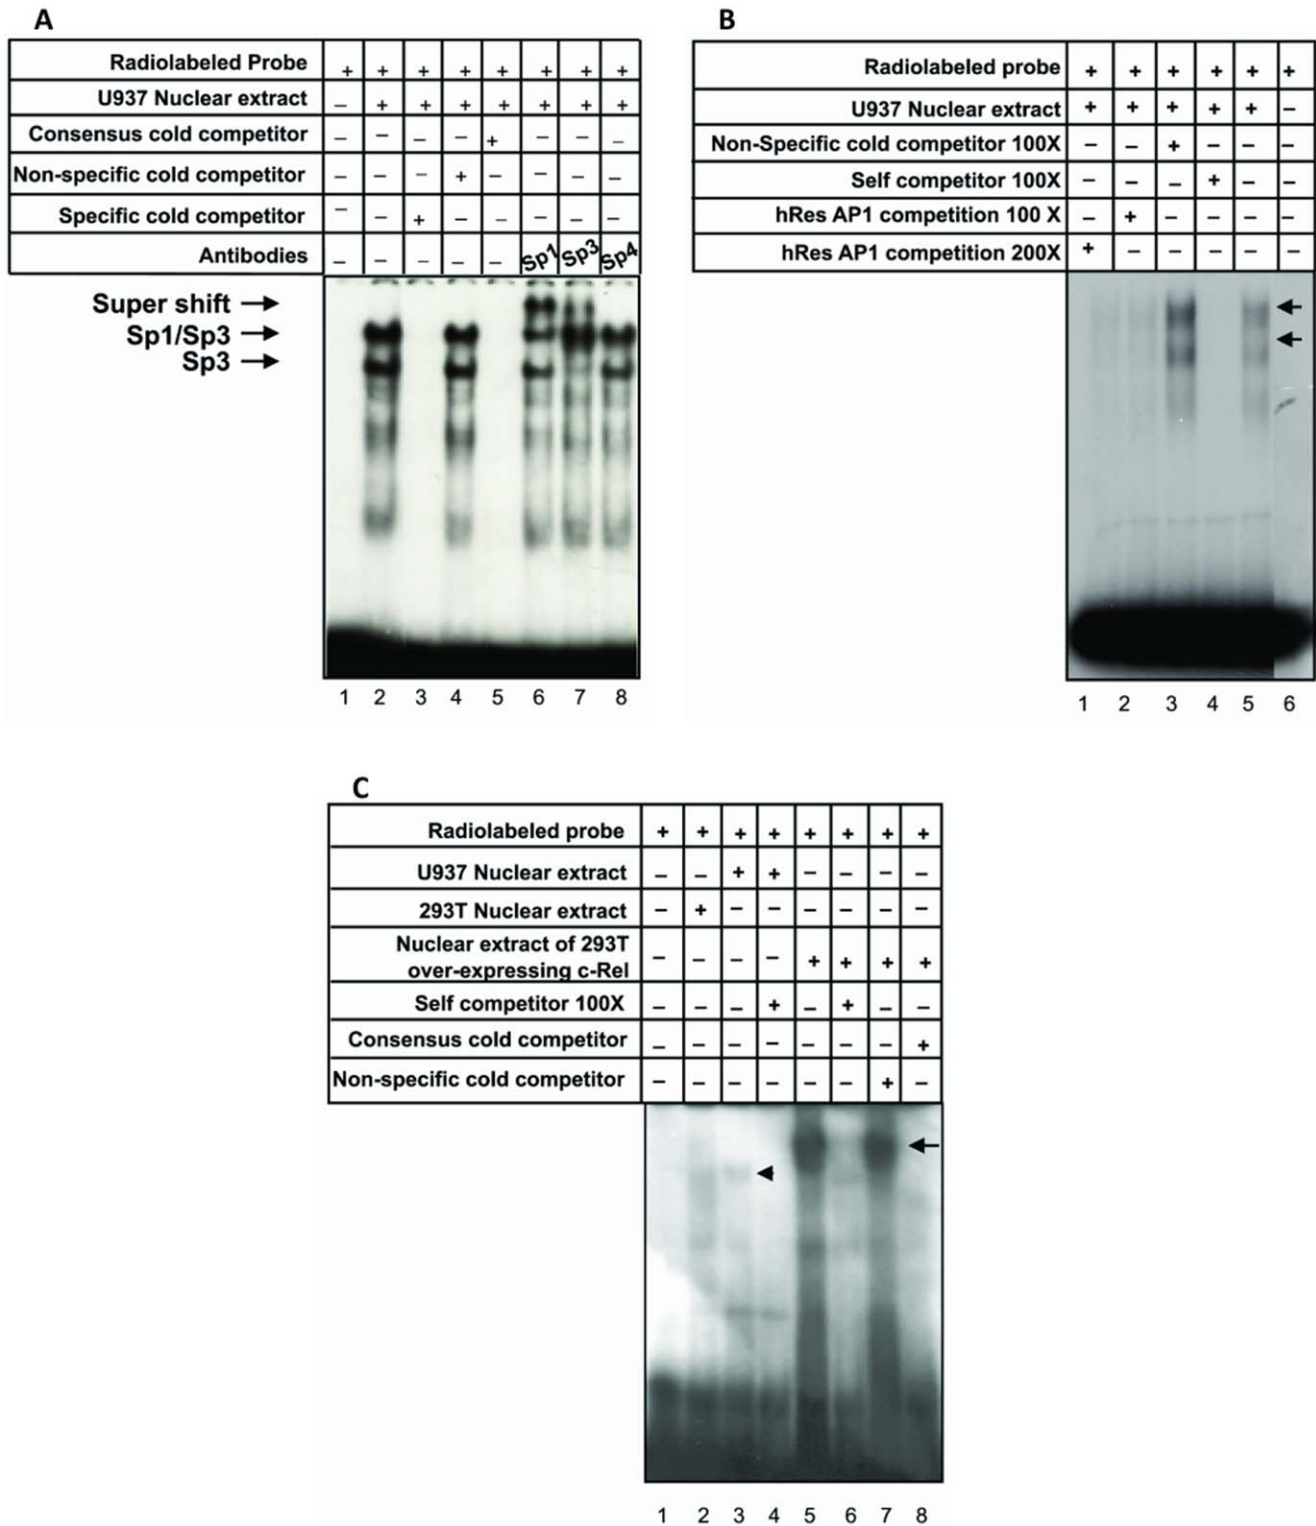 A
Radiolabeled Probe + + + + + + + +
U937 Nuclear extract – + + + + + + +
Consensus cold competitor – – – – + – – –
Non-specific cold competitor – – – + – – – –
Specific cold competitor – – + – – – – –
Antibodies – – – – – Sp1 Sp3 Sp4
Super shift
Sp1/Sp3
Sp3
1 2 3 4 5 6 7 8
B
Radiolabeled probe + + + + + +
U937 Nuclear extract + + + + + –
Non-Specific cold competitor 100X – – + – – –
Self competitor 100X – – – + – –
hRes AP1 competition 100 X – + – – – –
hRes AP1 competition 200X + – – – – –
1 2 3 4 5 6
C
Radiolabeled probe + + + + + + + +
U937 Nuclear extract – – + + – – – –
293T Nuclear extract – + – – – – – –
Nuclear extract of 293T
over-expressing c-Rel – – – – + + + +
Self competitor 100X – – – + – + – –
Consensus cold competitor – – – – – – – +
Non-specific cold competitor – – – – – – + –
1 2 3 4 5 6 7 8